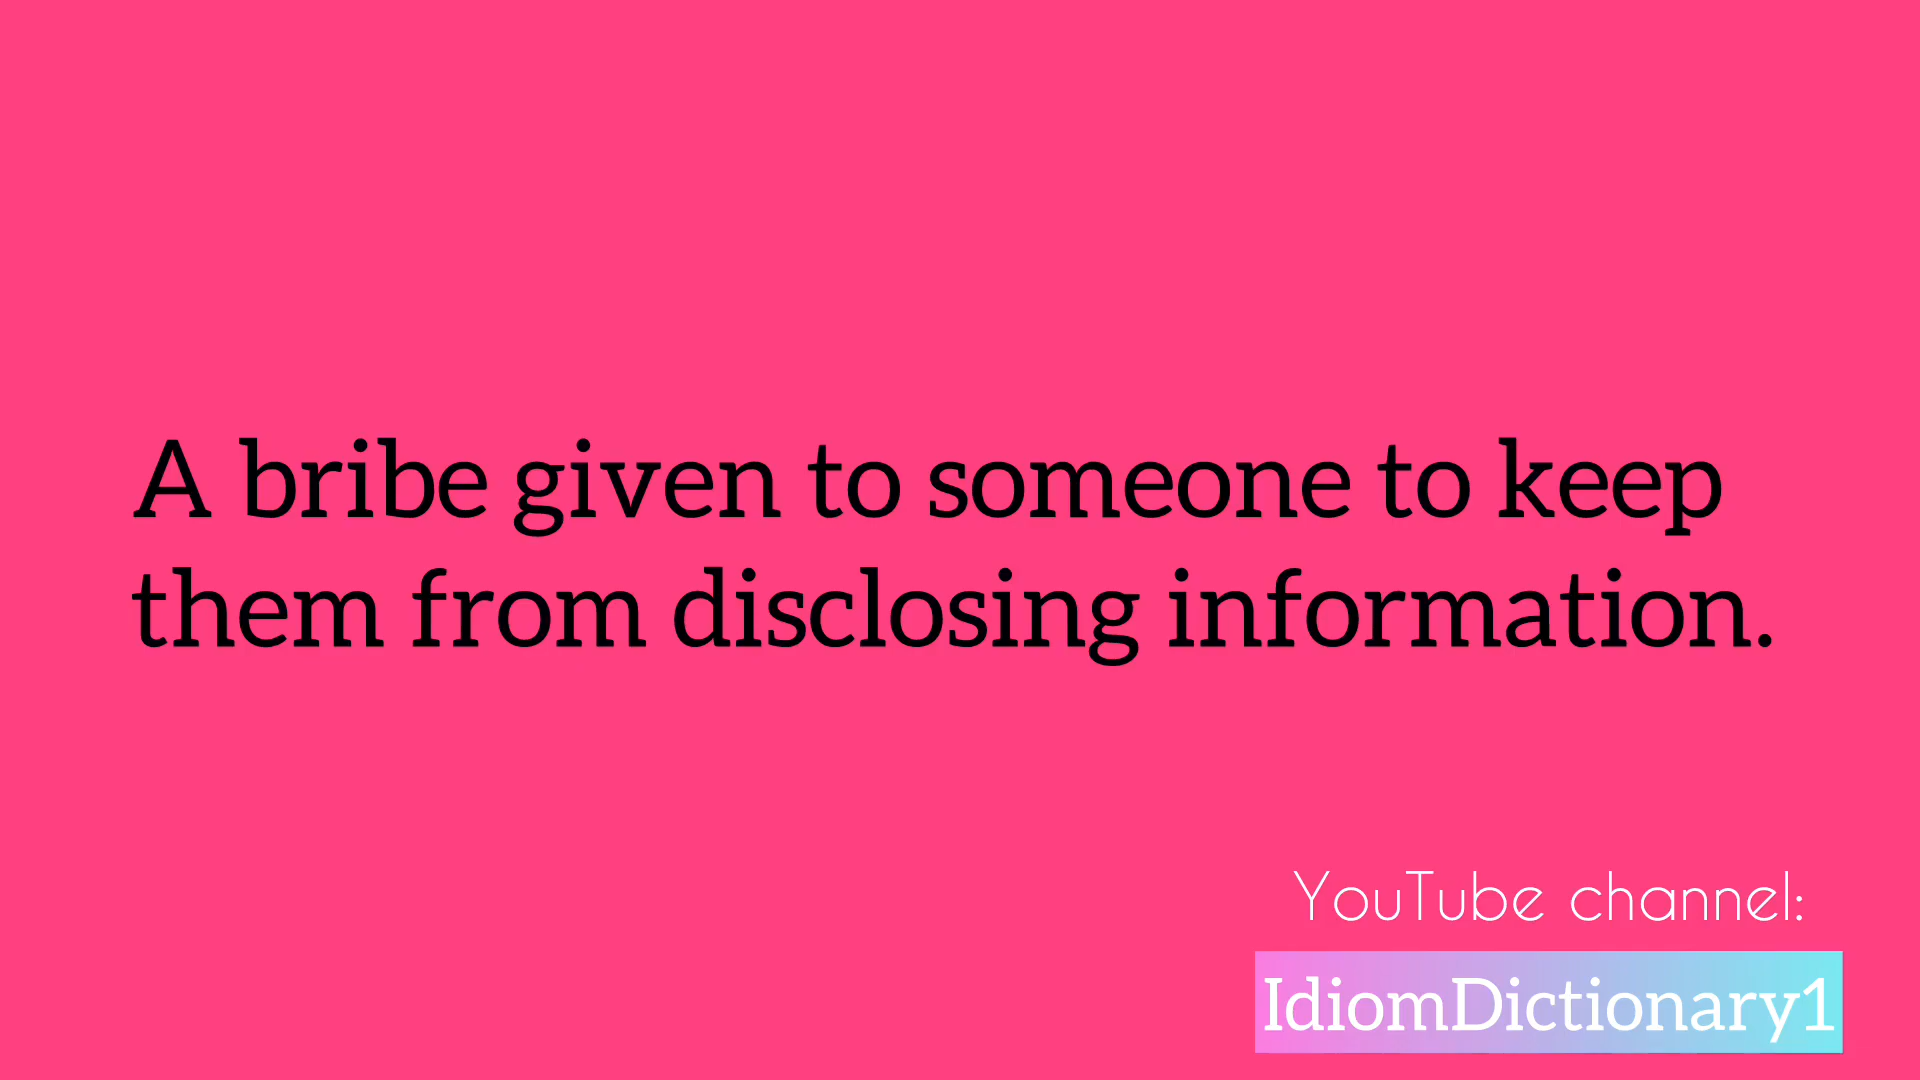 A bribe given to someone to keep
them from disclosing information.
YouTube channel:
IdiomDictionary1